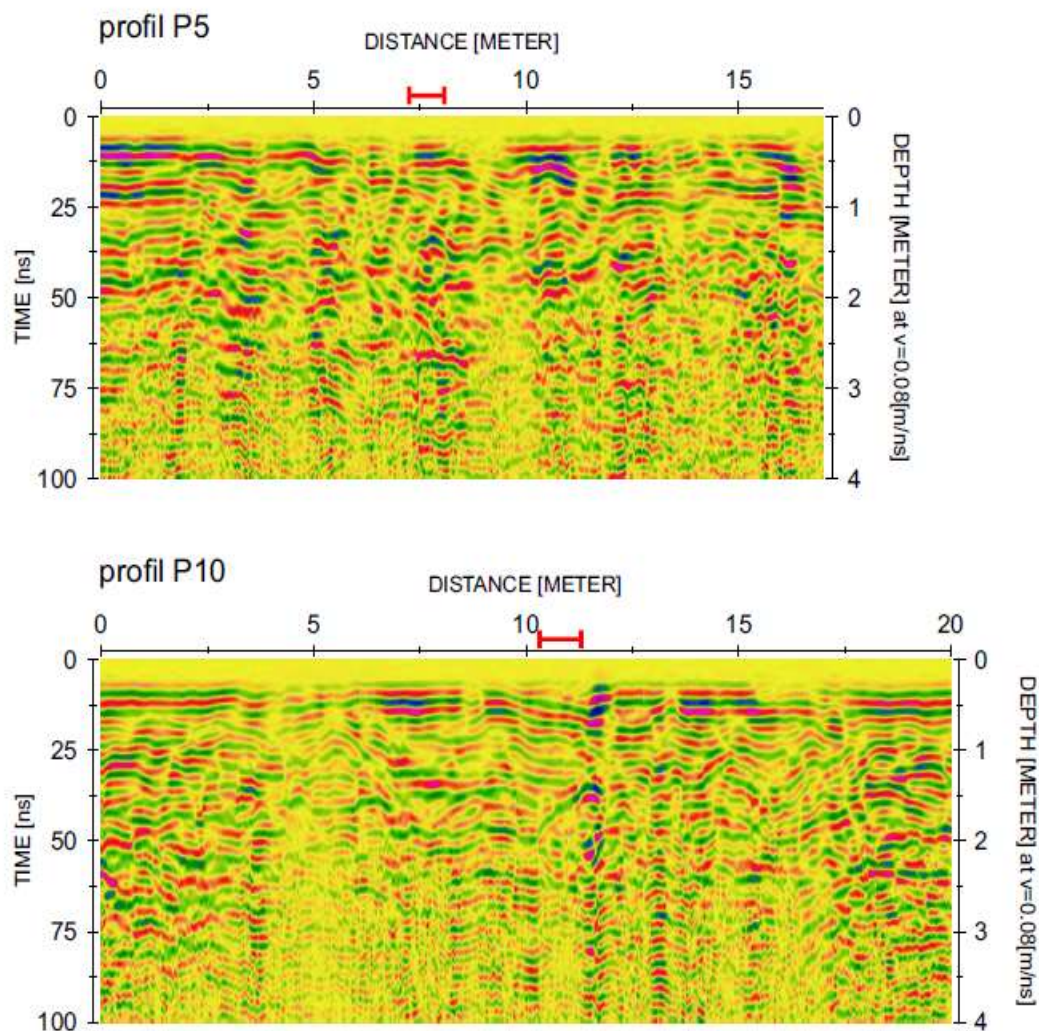 profil P5
DISTANCE [METER]
0 5 10 15
0 0
25 1
50 2
75 3
100 4
TIME [ns]
DEPTH [METER] at v=0.08[m/ns]
profil P10
DISTANCE [METER]
0 5 10 15 20
0 0
25 1
50 2
75 3
100 4
TIME [ns]
DEPTH [METER] at v=0.08[m/ns]